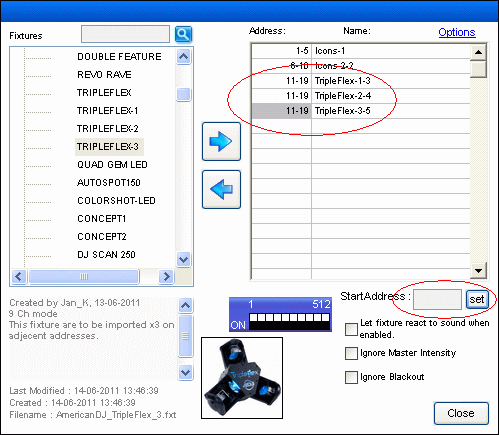 Fixtures
Address: Name: Options
DOUBLE FEATURE
REVO RAVE
TRIPLEFLEX
TRIPLEFLEX-1
TRIPLEFLEX-2
TRIPLEFLEX-3
QUAD GEM LED
AUTOSPOT150
COLORSHOT-LED
CONCEPT1
CONCEPT2
DJ SCAN 250
1-5 Icons-1
6-10 Icons-2-2
11-19 TripleFlex-1-3
11-19 TripleFlex-2-4
11-19 TripleFlex-3-5
Created by Jan_K, 13-06-2011
9 Ch mode
This fixture are to be imported x3 on
adjecent addresses.
Last Modified : 14-06-2011 13:46:39
Created : 14-06-2011 13:46:39
Filename : AmericanDJ_TripleFlex_3.fxt
1 512
ON
StartAddress : set
Let fixture react to sound when
enabled.
Ignore Master Intensity
Ignore Blackout
Close